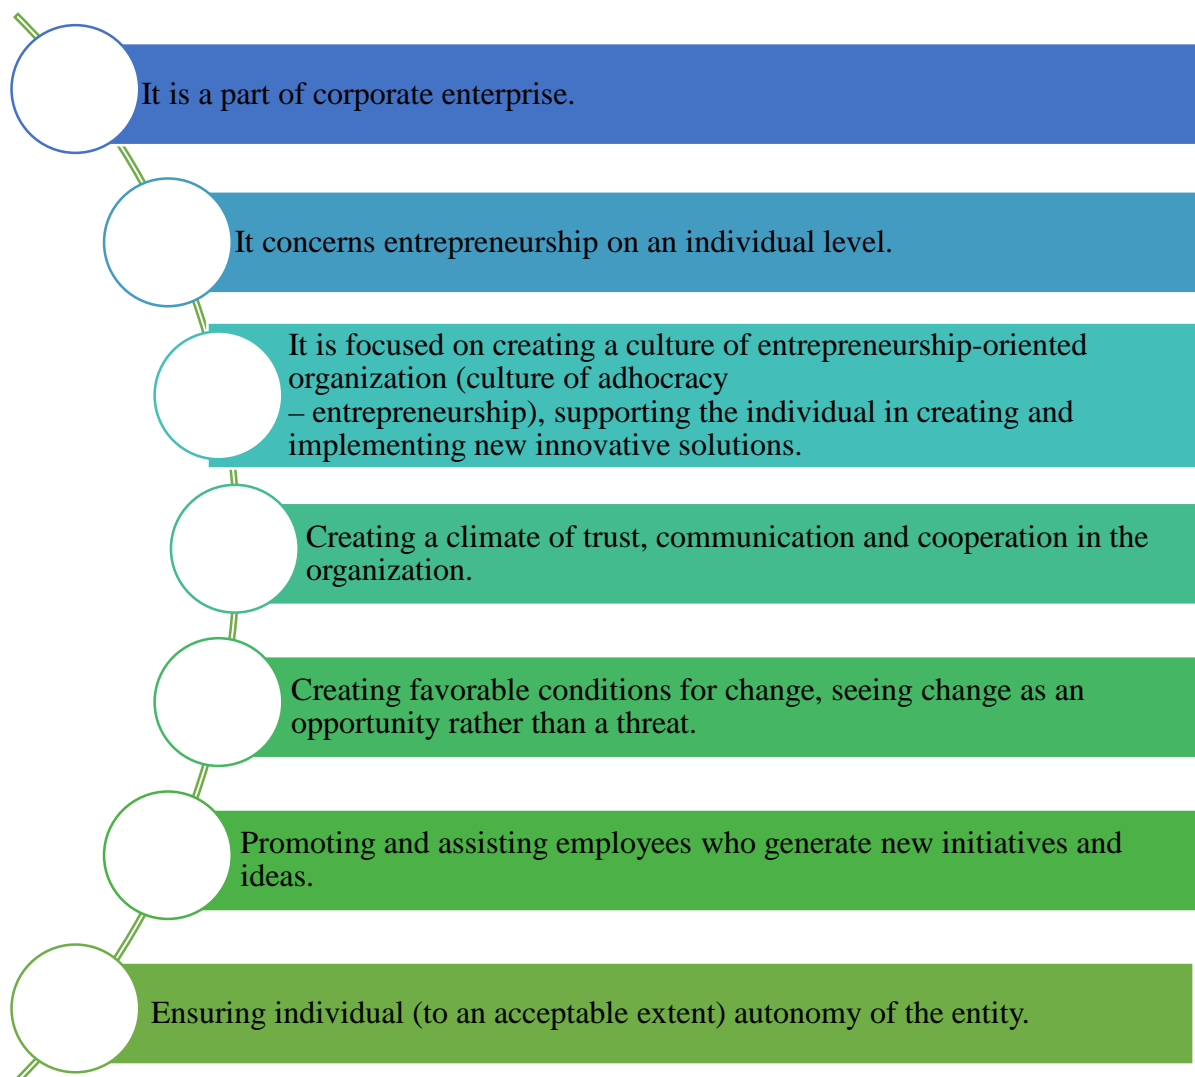 It is a part of corporate enterprise.
It concerns entrepreneurship on an individual level.
It is focused on creating a culture of entrepreneurship-oriented
organization (culture of adhocracy
– entrepreneurship), supporting the individual in creating and
implementing new innovative solutions.
Creating a climate of trust, communication and cooperation in the
organization.
Creating favorable conditions for change, seeing change as an
opportunity rather than a threat.
Promoting and assisting employees who generate new initiatives and
ideas.
Ensuring individual (to an acceptable extent) autonomy of the entity.